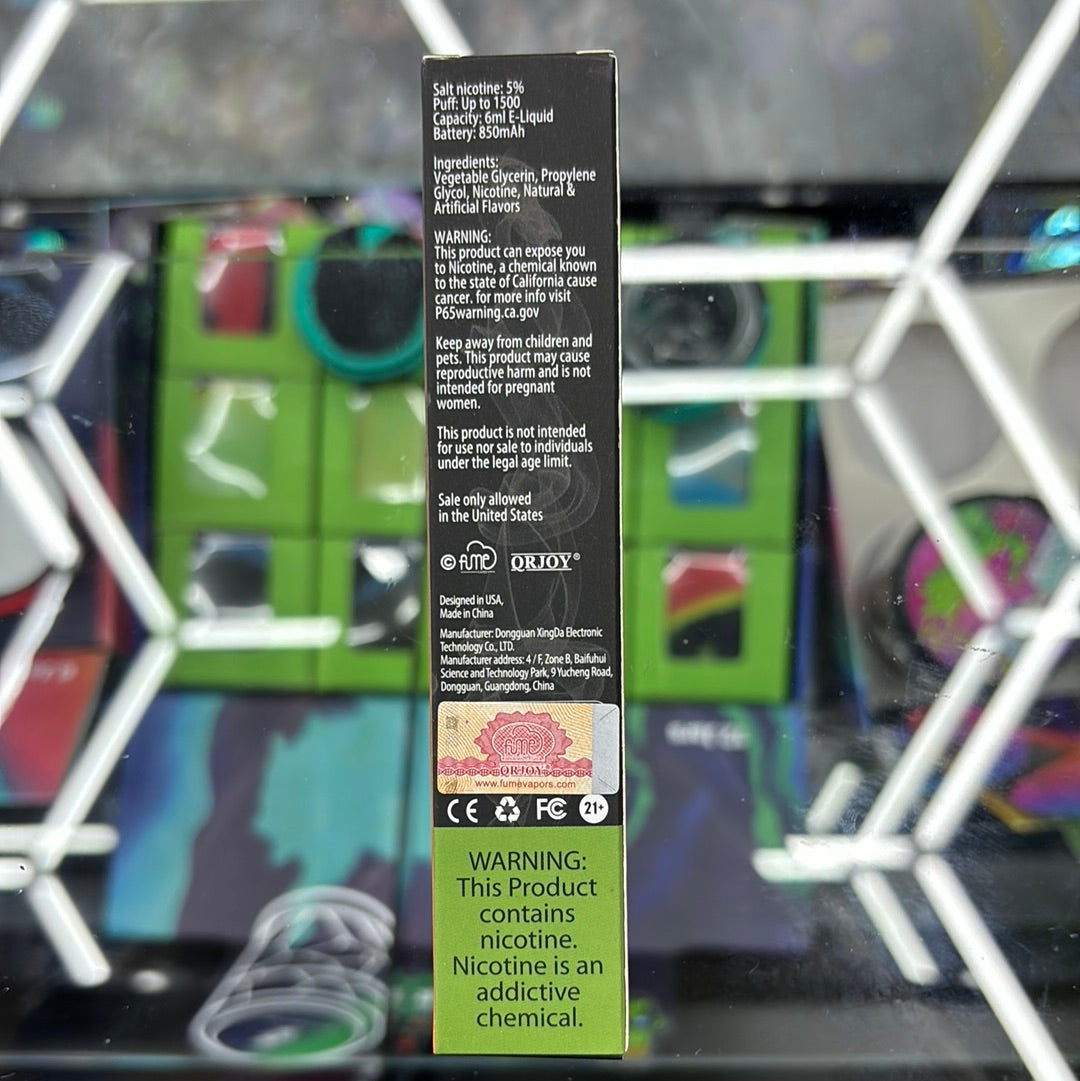 Salt nicotine: 5%
Puff: Up to 1500
Capacity: 6ml E-Liquid
Battery: 850mAh
Ingredients:
Vegetable Glycerin, Propylene
Glycol, Nicotine, Natural &
Artificial Flavors
WARNING:
This product can expose you
to Nicotine, a chemical known
to the state of California cause
cancer. for more info visit
P65warning.ca.gov
Keep away from children and
pets. This product may cause
reproductive harm and is not
intended for pregnant
women.
This product is not intended
for use nor sale to individuals
under the legal age limit.
Sale only allowed
in the United States
© fume QRJOY®
Designed in USA,
Made in China
Manufacturer: Dongguan XingDa Electronic
Technology Co., LTD.
Manufacturer address: 4 / F, Zone B, Baifuhui
Science and Technology Park, 9 Yucheng Road,
Dongguan, Guangdong, China
fume
QRJOY®
www.fumevapors.com
CE FC 21+
WARNING:
This Product
contains
nicotine.
Nicotine is an
addictive
chemical.